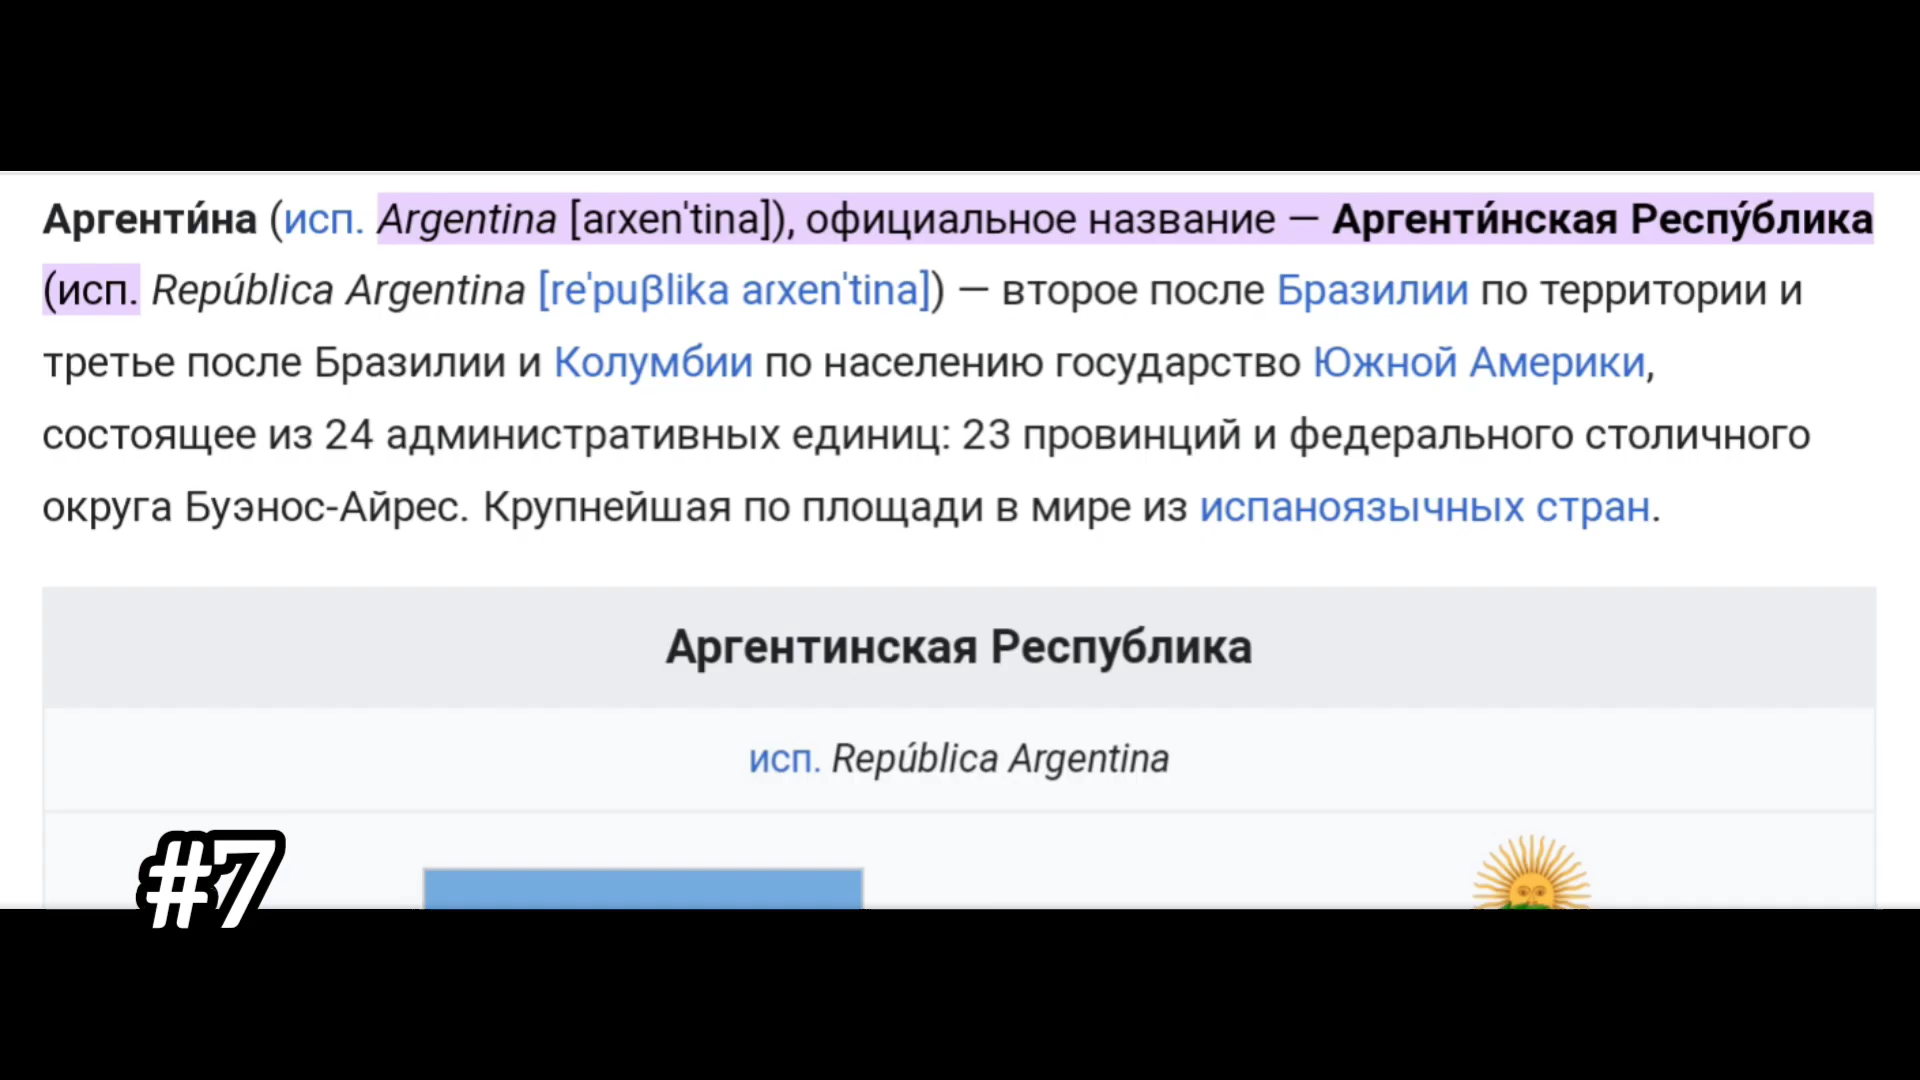 Аргенти́на (исп. Argentina [aɾxen'tina]), официальное название — Аргенти́нская Респу́блика
(исп. República Argentina [re'puβlika aɾxen'tina]) — второе после Бразилии по территории и
третье после Бразилии и Колумбии по населению государство Южной Америки,
состоящее из 24 административных единиц: 23 провинций и федерального столичного
округа Буэнос-Айрес. Крупнейшая по площади в мире из испаноязычных стран.
Аргентинская Республика
исп. República Argentina
#7